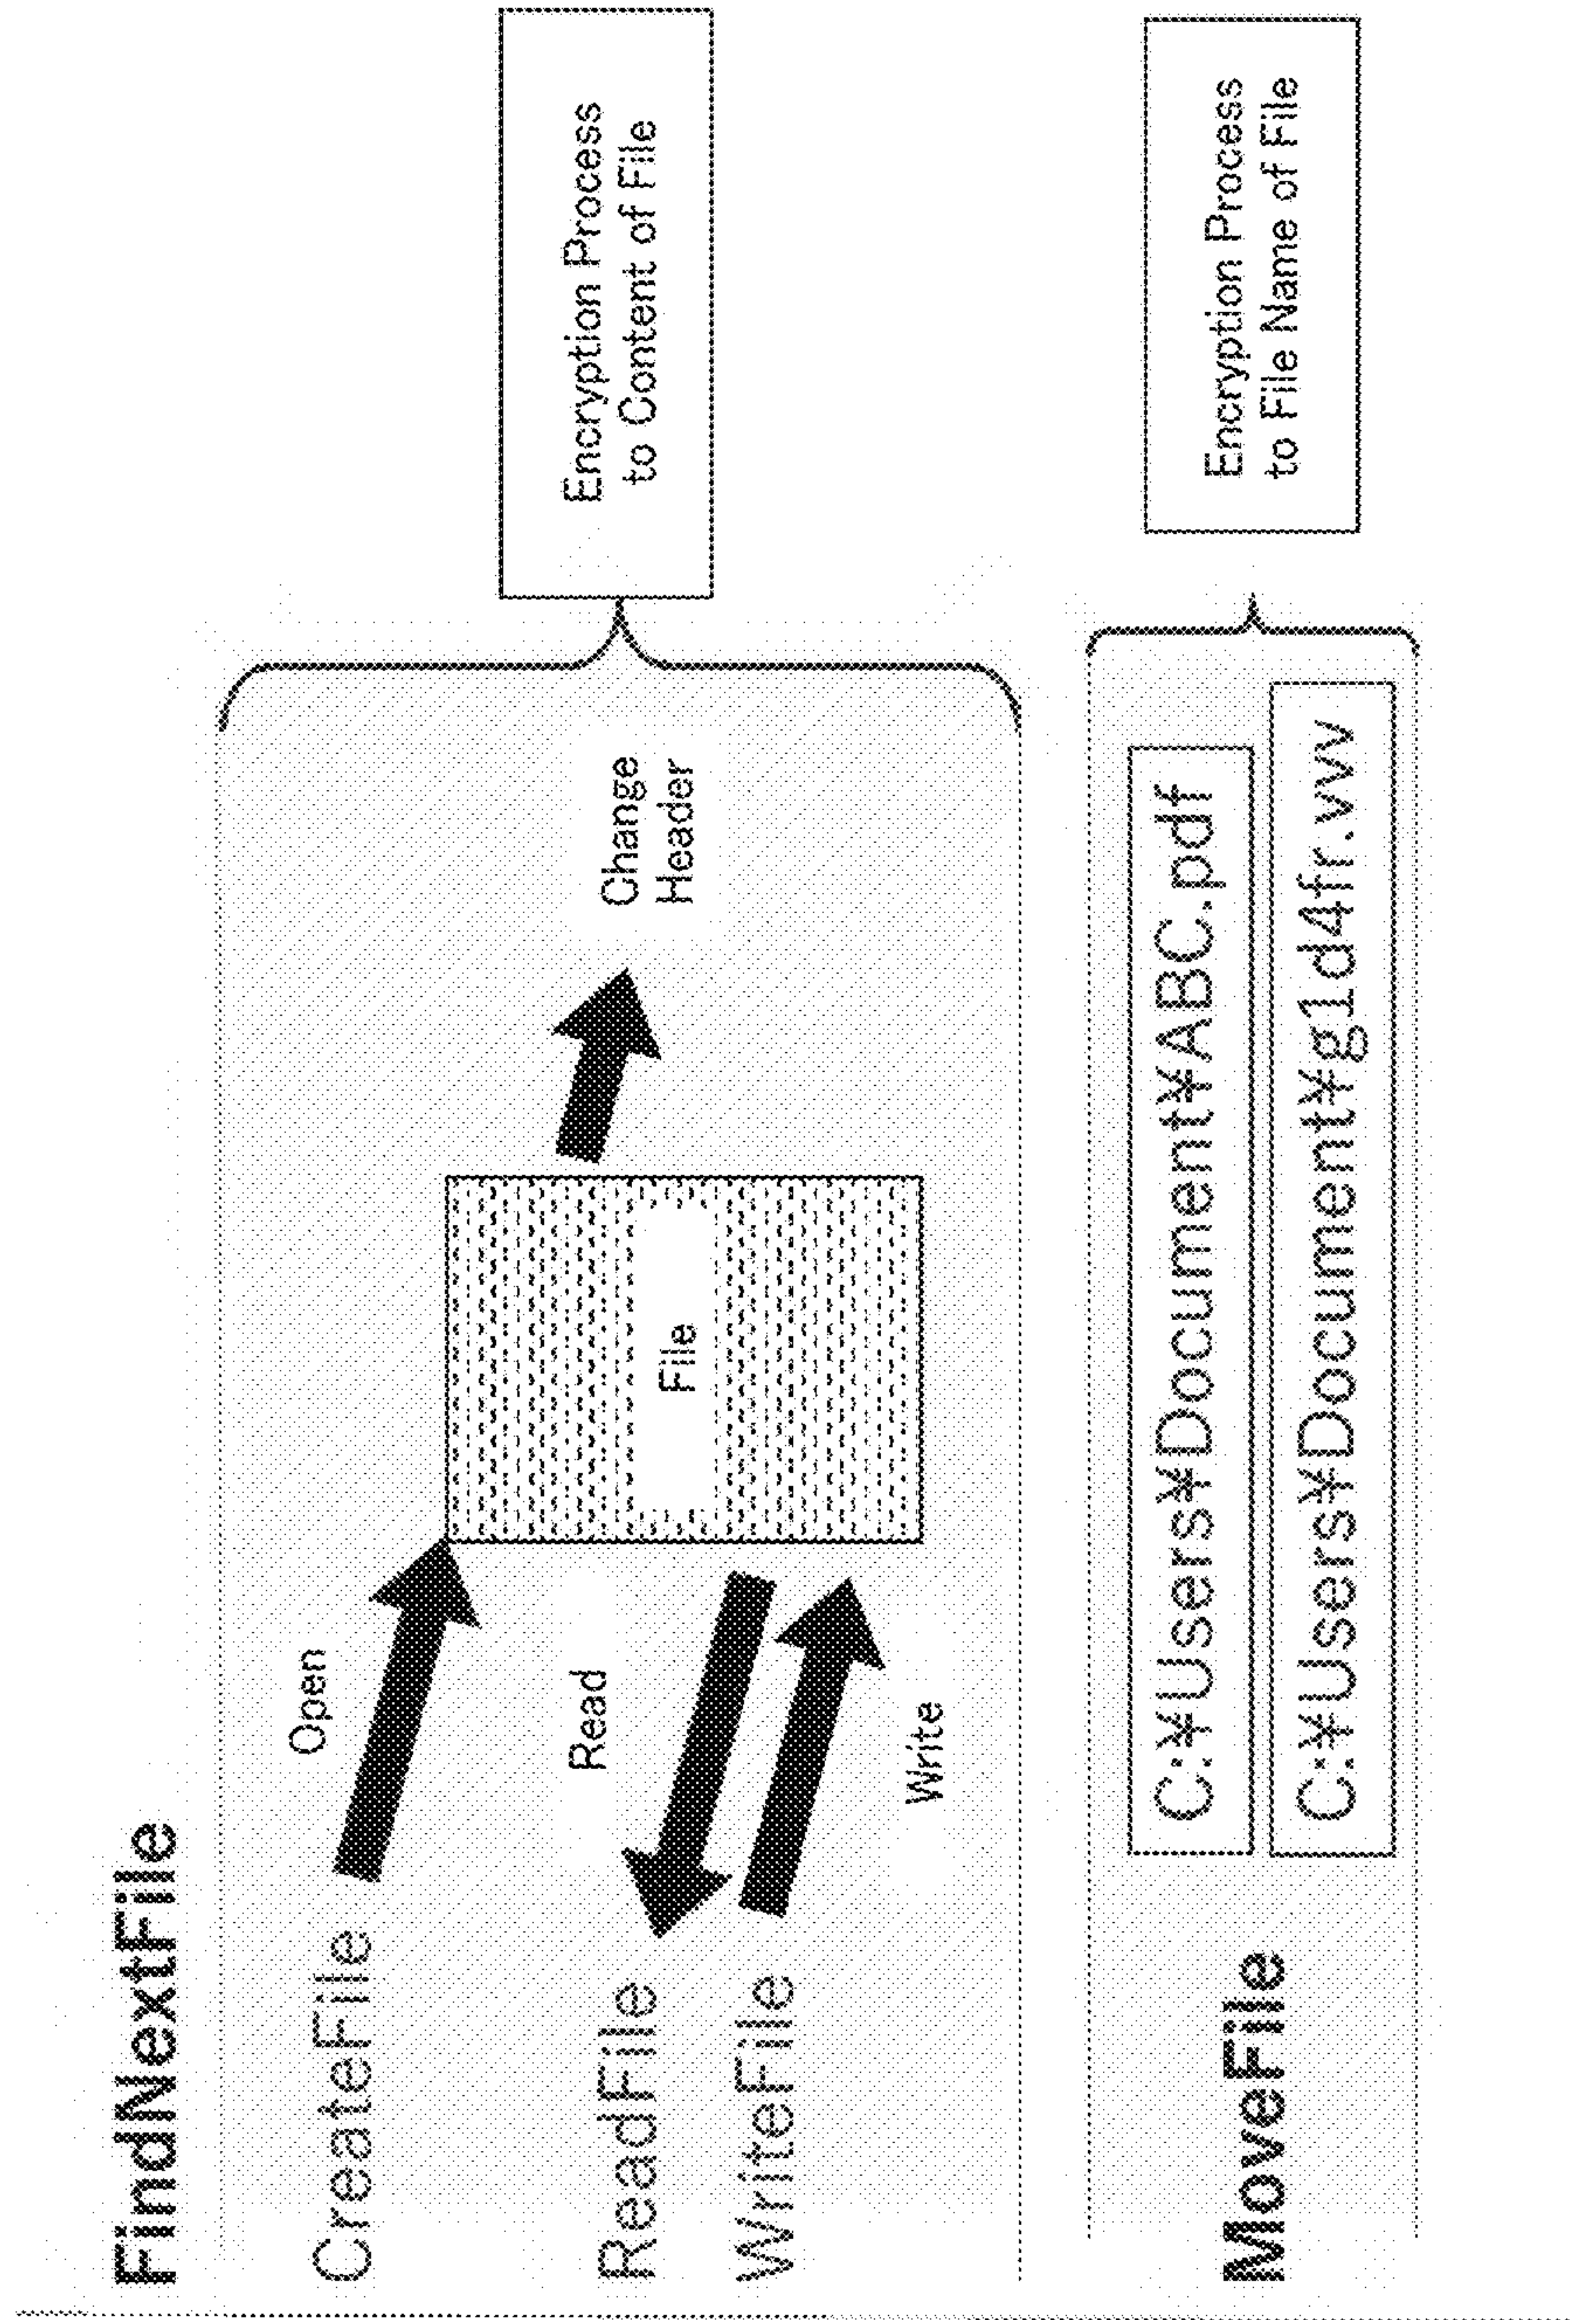 FindNextFile
CreateFile
Open
ReadFile
Read
WriteFile
Write
File
Change
Header
Encryption Process
to Content of File
MoveFile
C:¥Users¥Document¥ABC.pdf
C:¥Users¥Document¥g1d4fr.vvv
Encryption Process
to File Name of File